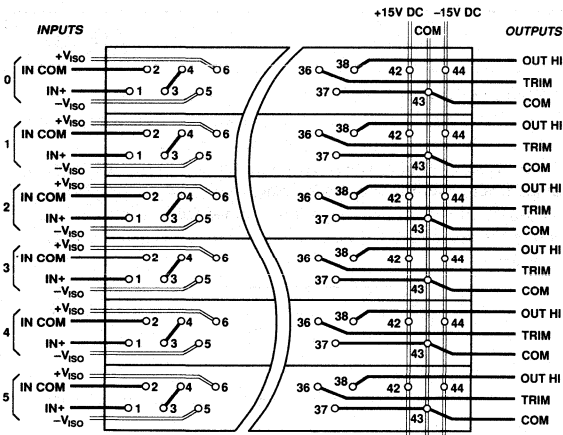 +15V DC −15V DC
INPUTS COM OUTPUTS
+VISO 38 OUT HI
0 IN COM 2 4 6 36 42 44
TRIM
IN+ 1 3 5 37 43 COM
−VISO
+VISO 38 OUT HI
1 IN COM 2 4 6 36 42 44
TRIM
IN+ 1 3 5 37 43 COM
−VISO
+VISO 38 OUT HI
2 IN COM 2 4 6 36 42 44
TRIM
IN+ 1 3 5 37 43 COM
−VISO
+VISO 38 OUT HI
3 IN COM 2 4 6 36 42 44
TRIM
IN+ 1 3 5 37 43 COM
−VISO
+VISO 38 OUT HI
4 IN COM 2 4 6 36 42 44
TRIM
IN+ 1 3 5 37 43 COM
−VISO
+VISO 38 OUT HI
5 IN COM 2 4 6 36 42 44
TRIM
IN+ 1 3 5 37 43 COM
−VISO